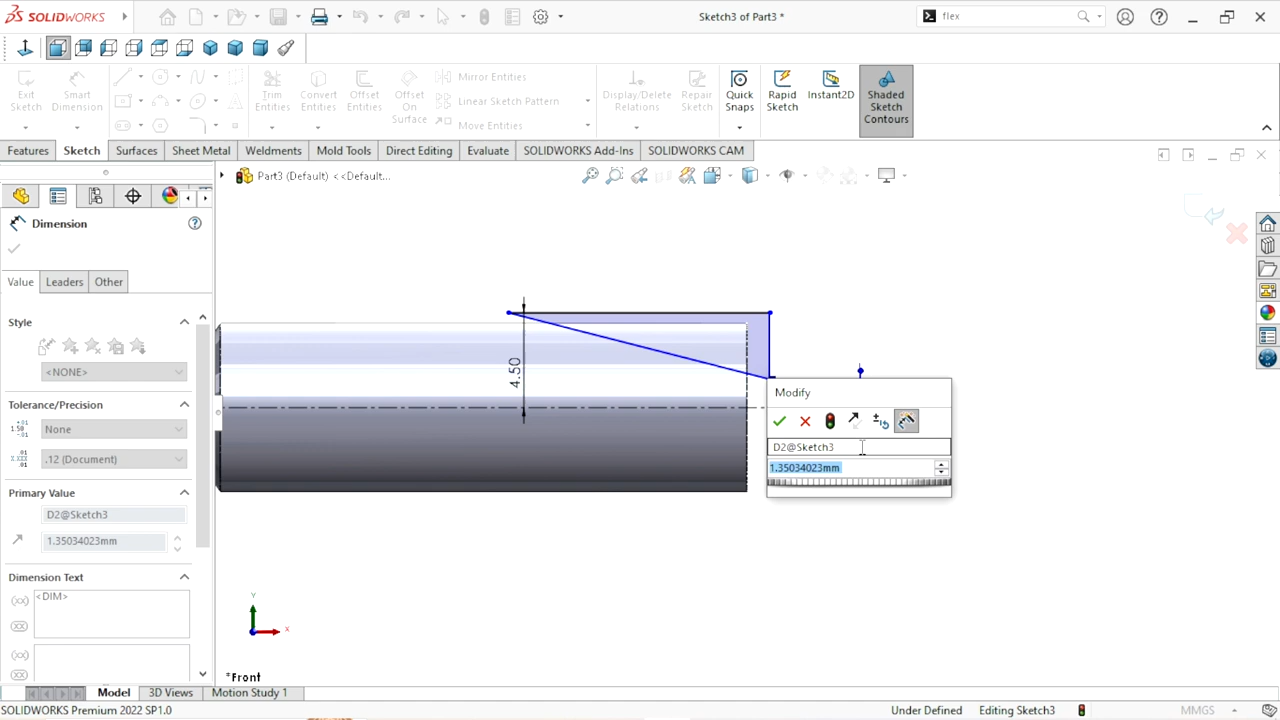 SOLIDWORKS
Sketch3 of Part3 *
flex
Exit Sketch
Smart Dimension
Trim Entities
Convert Entities
Offset Entities
Offset On Surface
Mirror Entities
Linear Sketch Pattern
Move Entities
Display/Delete Relations
Repair Sketch
Quick Snaps
Rapid Sketch
Instant2D
Shaded Sketch Contours
Features
Sketch
Surfaces
Sheet Metal
Weldments
Mold Tools
Direct Editing
Evaluate
SOLIDWORKS Add-Ins
SOLIDWORKS CAM
Part3 (Default) <<Default...
Dimension
Value
Leaders
Other
Style
<NONE>
Tolerance/Precision
None
.12 (Document)
Primary Value
D2@Sketch3
1.35034023mm
Dimension Text
<DIM>
4.50
Modify
D2@Sketch3
1.35034023mm
Y
X
*Front
Model
3D Views
Motion Study 1
SOLIDWORKS Premium 2022 SP1.0
Under Defined
Editing Sketch3
MMGS